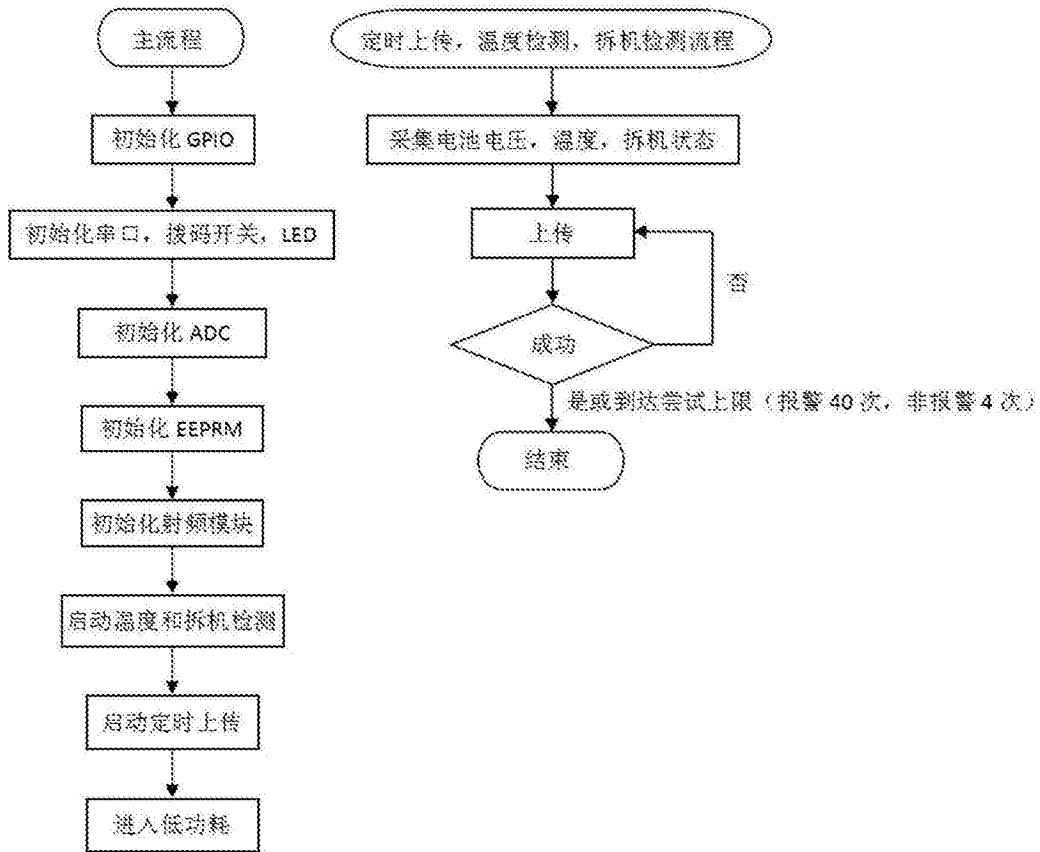 主流程
初始化 GPIO
初始化串口，拨码开关，LED
初始化 ADC
初始化 EEPRM
初始化射频模块
启动温度和拆机检测
启动定时上传
进入低功耗
定时上传，温度检测，拆机检测流程
采集电池电压，温度，拆机状态
上传
否
成功
是或到达尝试上限（报警 40 次，非报警 4 次）
结束